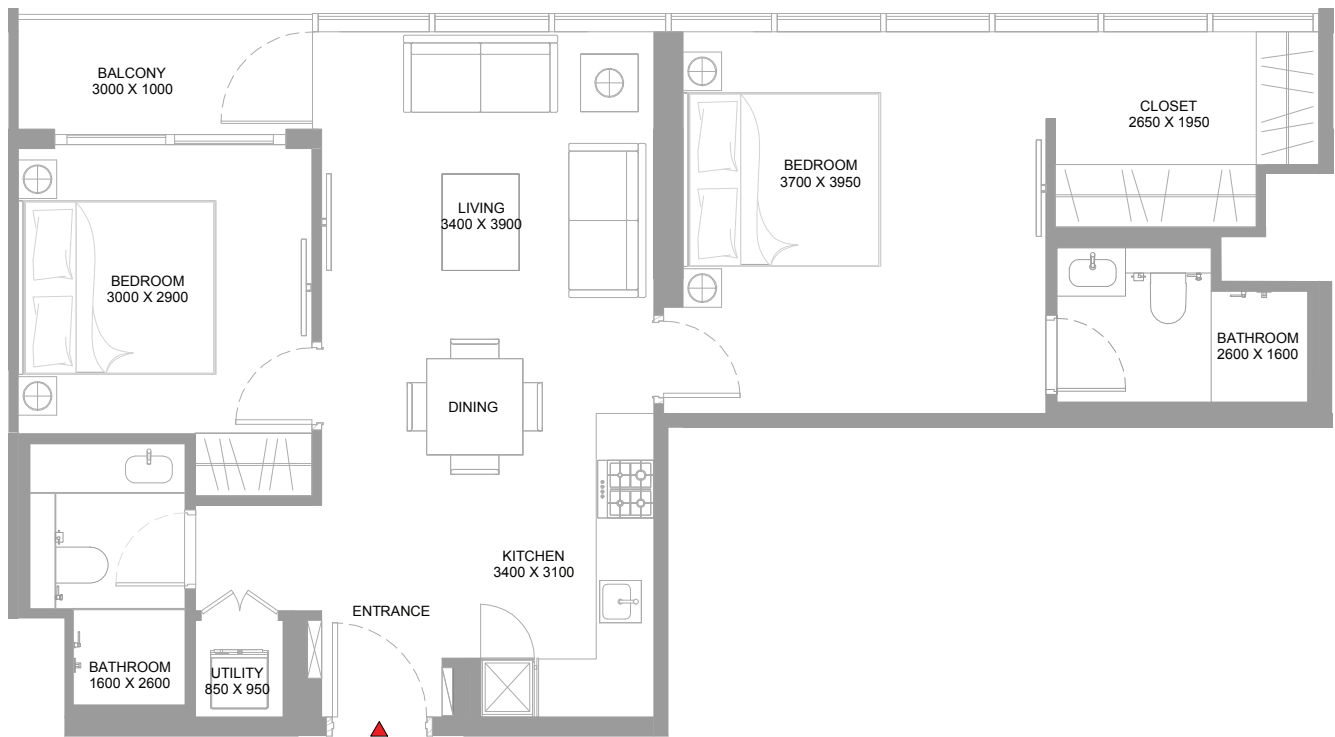 BALCONY
3000 X 1000
CLOSET
2650 X 1950
BEDROOM
3700 X 3950
LIVING
3400 X 3900
BEDROOM
3000 X 2900
BATHROOM
2600 X 1600
DINING
KITCHEN
3400 X 3100
ENTRANCE
BATHROOM
1600 X 2600
UTILITY
850 X 950